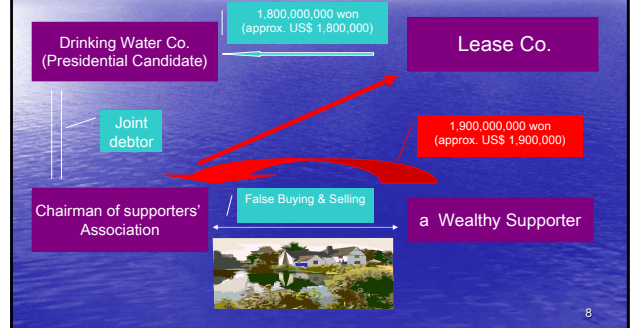 1,800,000,000 won
(approx. US$ 1,800,000)
Drinking Water Co.
(Presidential Candidate)
Lease Co.
Joint
debtor
1,900,000,000 won
(approx. US$ 1,900,000)
Chairman of supporters'
Association
False Buying & Selling
a Wealthy Supporter
8